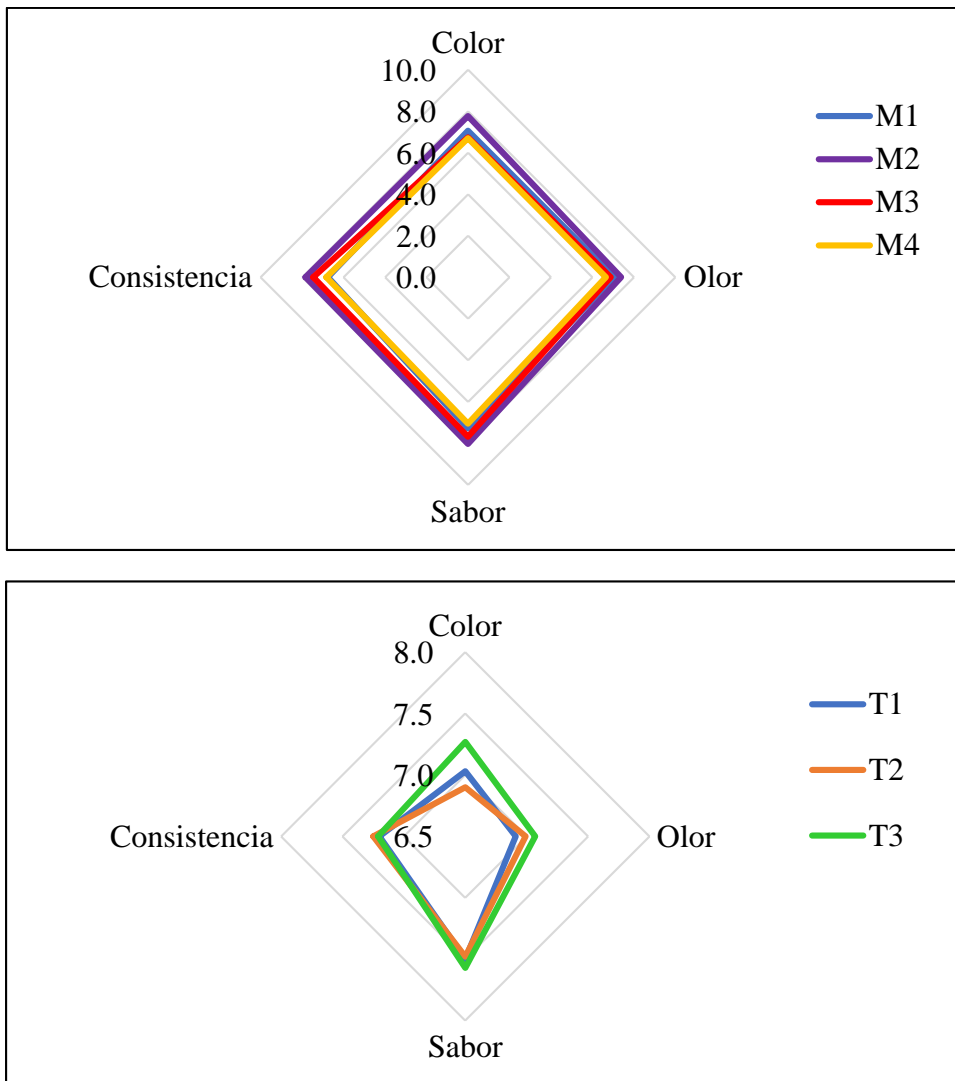 Color
10.0
8.0
6.0
4.0
2.0
0.0
Consistencia
Olor
Sabor
M1
M2
M3
M4
Color
8.0
7.5
7.0
6.5
Consistencia
Olor
Sabor
T1
T2
T3